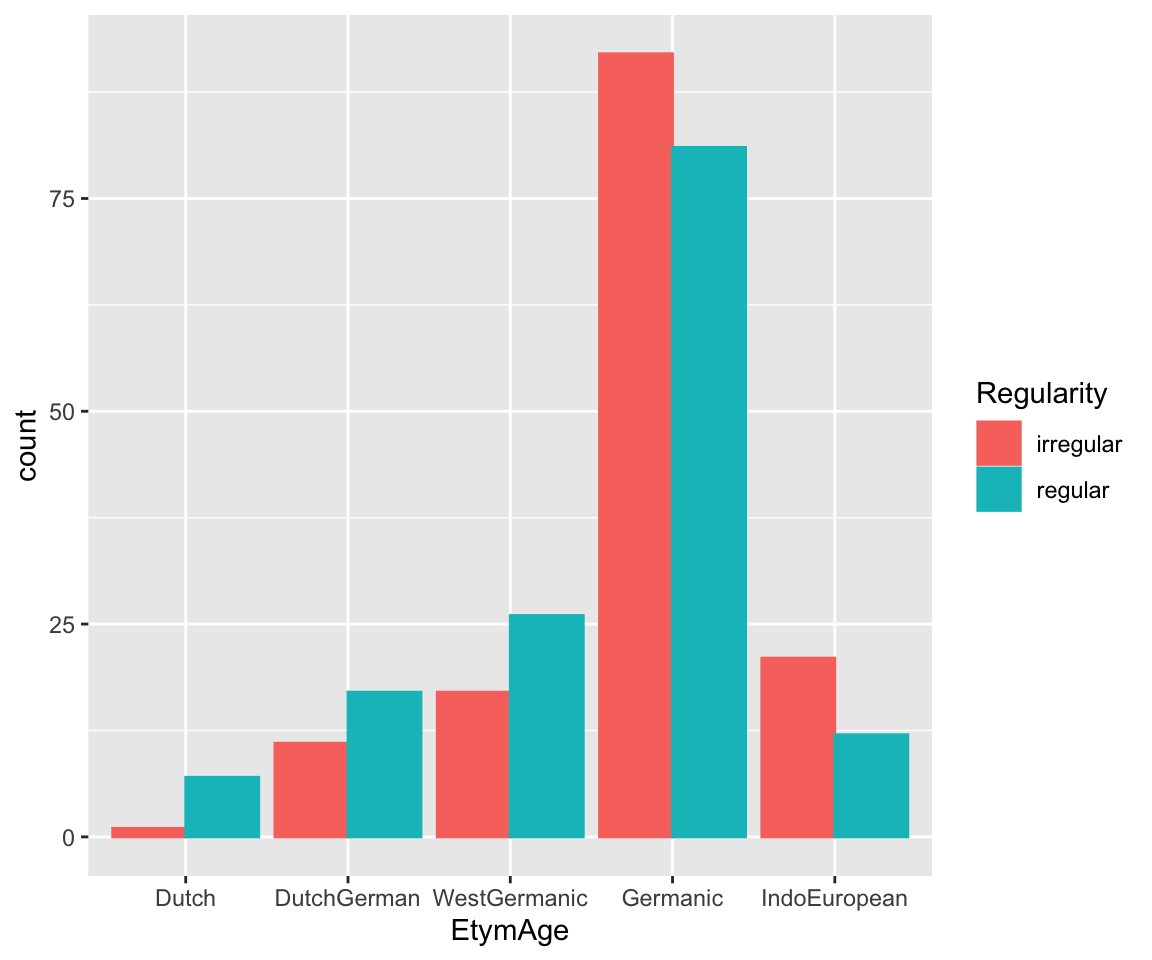 75
50
25
0
count
Dutch DutchGerman WestGermanic Germanic IndoEuropean
EtymAge
Regularity
irregular
regular